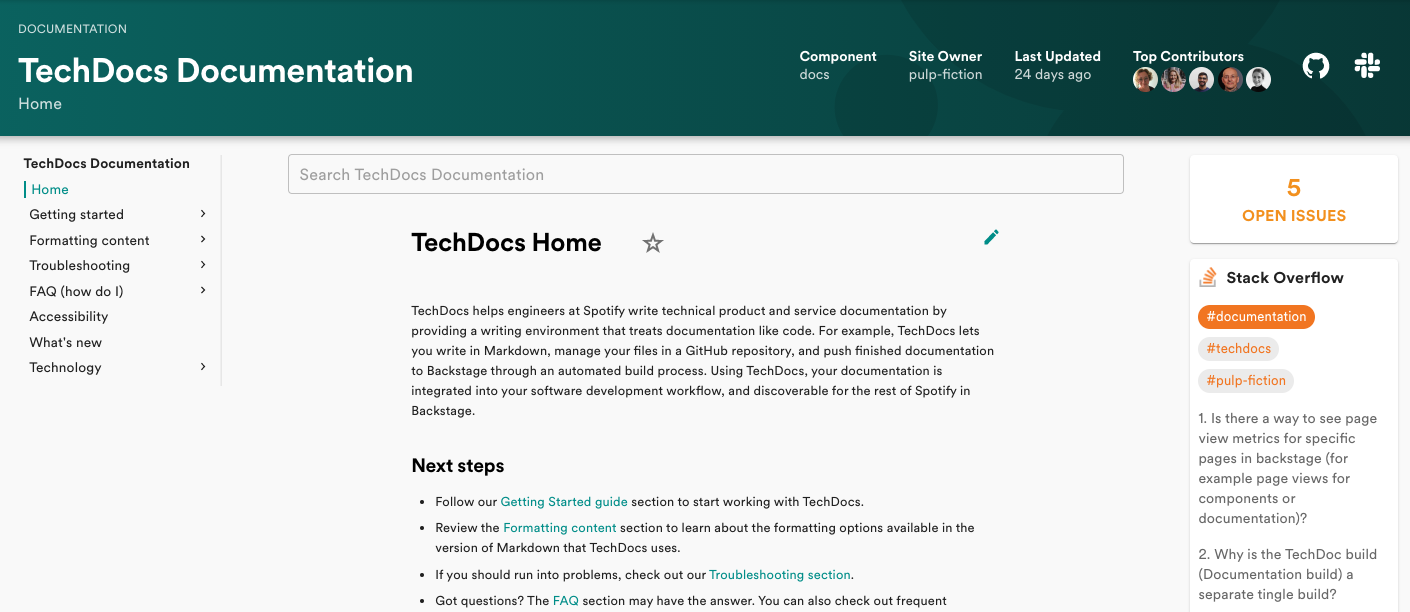 DOCUMENTATION
TechDocs Documentation
Home
Component
docs
Site Owner
pulp-fiction
Last Updated
24 days ago
Top Contributors
TechDocs Documentation
Home
Getting started
Formatting content
Troubleshooting
FAQ (how do I)
Accessibility
What's new
Technology
Search TechDocs Documentation
TechDocs Home
TechDocs helps engineers at Spotify write technical product and service documentation by
providing a writing environment that treats documentation like code. For example, TechDocs lets
you write in Markdown, manage your files in a GitHub repository, and push finished documentation
to Backstage through an automated build process. Using TechDocs, your documentation is
integrated into your software development workflow, and discoverable for the rest of Spotify in
Backstage.
Next steps
• Follow our Getting Started guide section to start working with TechDocs.
• Review the Formatting content section to learn about the formatting options available in the
version of Markdown that TechDocs uses.
• If you should run into problems, check out our Troubleshooting section.
• Got questions? The FAQ section may have the answer. You can also check out frequent
5
OPEN ISSUES
Stack Overflow
#documentation
#techdocs
#pulp-fiction
1. Is there a way to see page
view metrics for specific
pages in backstage (for
example page views for
components or
documentation)?
2. Why is the TechDoc build
(Documentation build) a
separate tingle build?